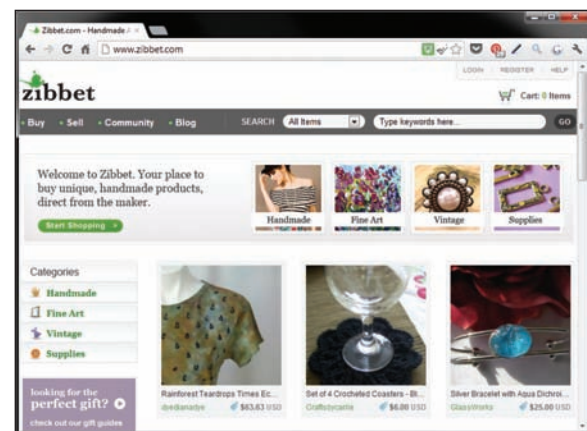 Zibbet.com - Handmade A
www.zibbet.com
LOGIN REGISTER HELP
zibbet
Cart: 0 Items
Buy Sell Community Blog SEARCH All Items Type keywords here... GO
Welcome to Zibbet. Your place to
buy unique, handmade products,
direct from the maker.
Start Shopping
Handmade Fine Art Vintage Supplies
Categories
Handmade
Fine Art
Vintage
Supplies
looking for the
perfect gift?
check out our gift guides
Rainforest Teardrops Times Ec... Set of 4 Crocheted Coasters - Bl... Silver Bracelet with Aqua Dichroi...
dyedianadye $63.63 USD Craftsbycarrie $6.00 USD GlassWorks $25.00 USD